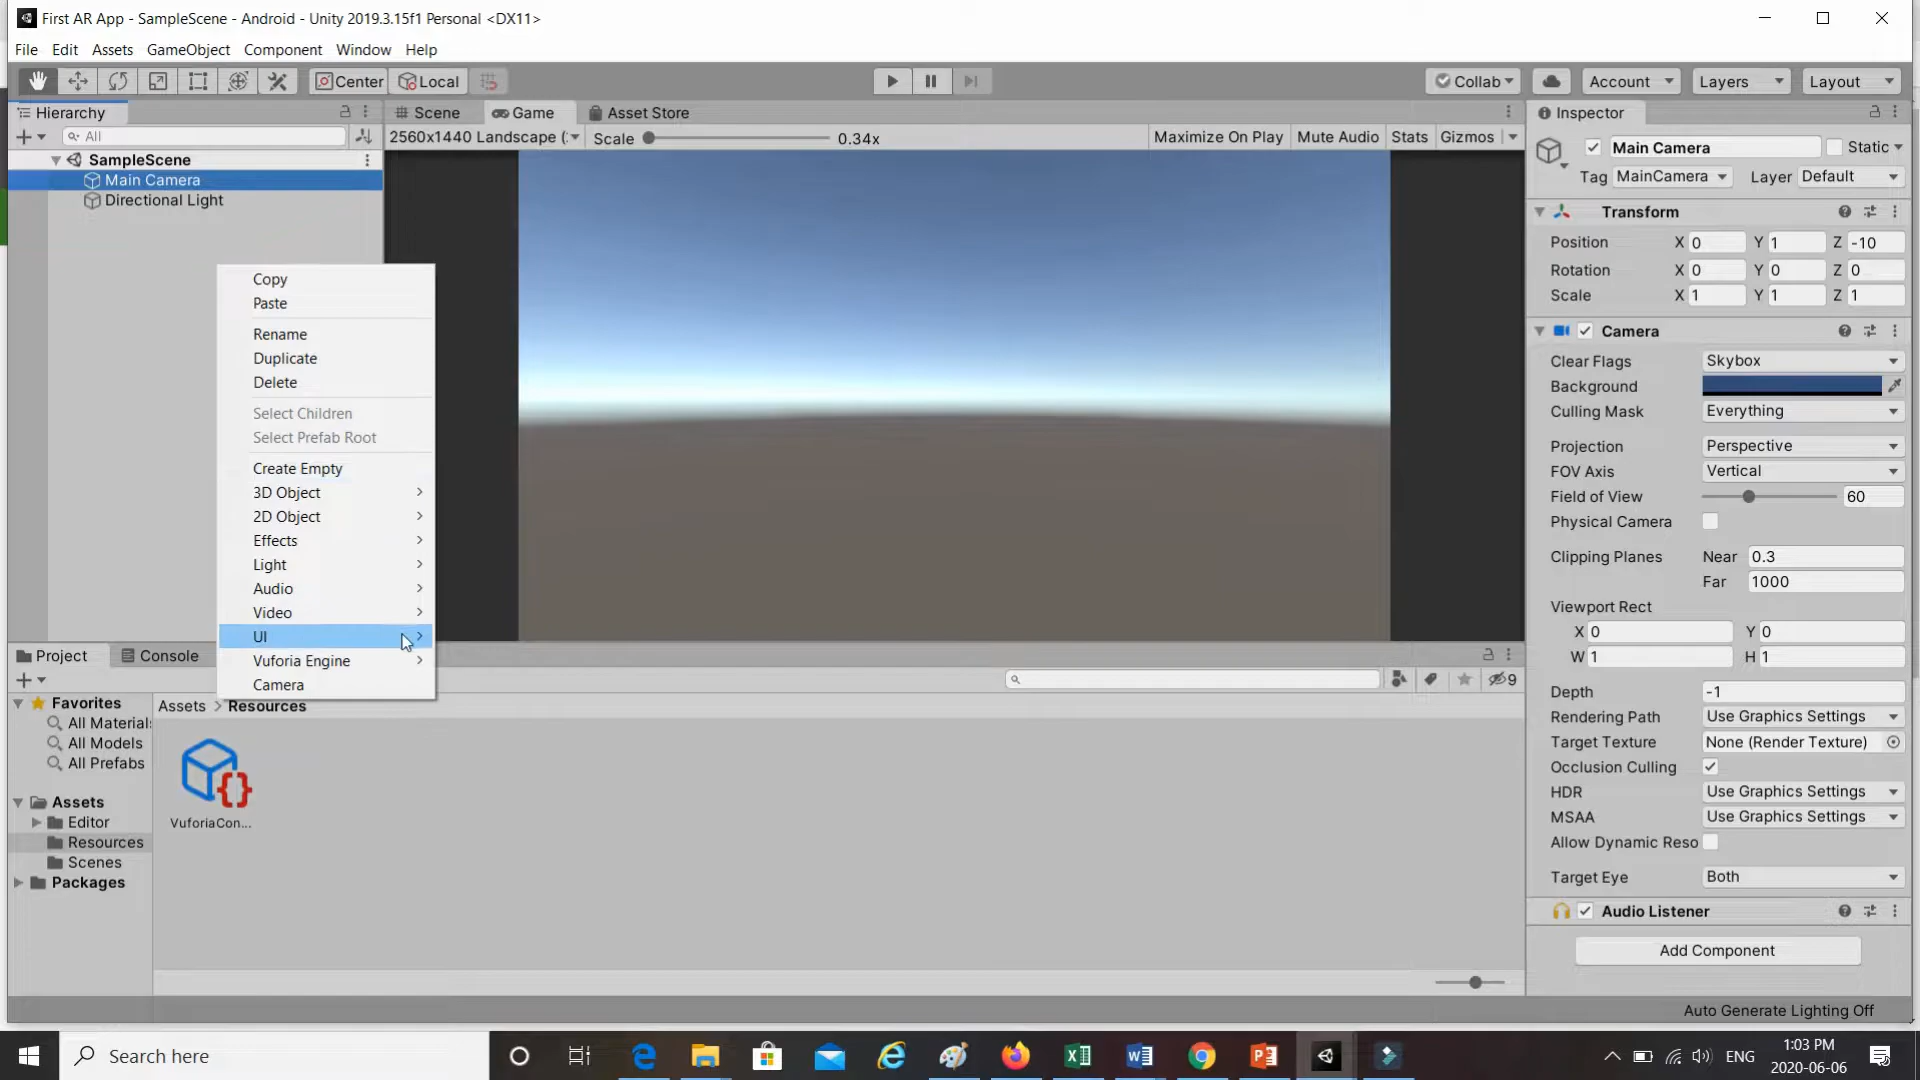 First AR App - SampleScene - Android - Unity 2019.3.15f1 Personal <DX11>
File Edit Assets GameObject Component Window Help
Center Local Collab Account Layers Layout
Hierarchy
All
SampleScene
Main Camera
Directional Light
Scene Game Asset Store
2560x1440 Landscape (: Scale 0.34x Maximize On Play Mute Audio Stats Gizmos
Copy
Paste
Rename
Duplicate
Delete
Select Children
Select Prefab Root
Create Empty
3D Object
2D Object
Effects
Light
Audio
Video
UI
Vuforia Engine
Camera
Inspector
Main Camera Static
Tag MainCamera Layer Default
Transform
Position X 0 Y 1 Z -10
Rotation X 0 Y 0 Z 0
Scale X 1 Y 1 Z 1
Camera
Clear Flags Skybox
Background
Culling Mask Everything
Projection Perspective
FOV Axis Vertical
Field of View 60
Physical Camera
Clipping Planes Near 0.3
Far 1000
Viewport Rect
X 0 Y 0
W 1 H 1
Depth -1
Rendering Path Use Graphics Settings
Target Texture None (Render Texture)
Occlusion Culling
HDR Use Graphics Settings
MSAA Use Graphics Settings
Allow Dynamic Reso
Target Eye Both
Audio Listener
Add Component
Project Console
9
Favorites
All Material
All Models
All Prefabs
Assets
Editor
Resources
Scenes
Packages
Assets > Resources
VuforiaCon...
Auto Generate Lighting Off
Search here
ENG
1:03 PM
2020-06-06